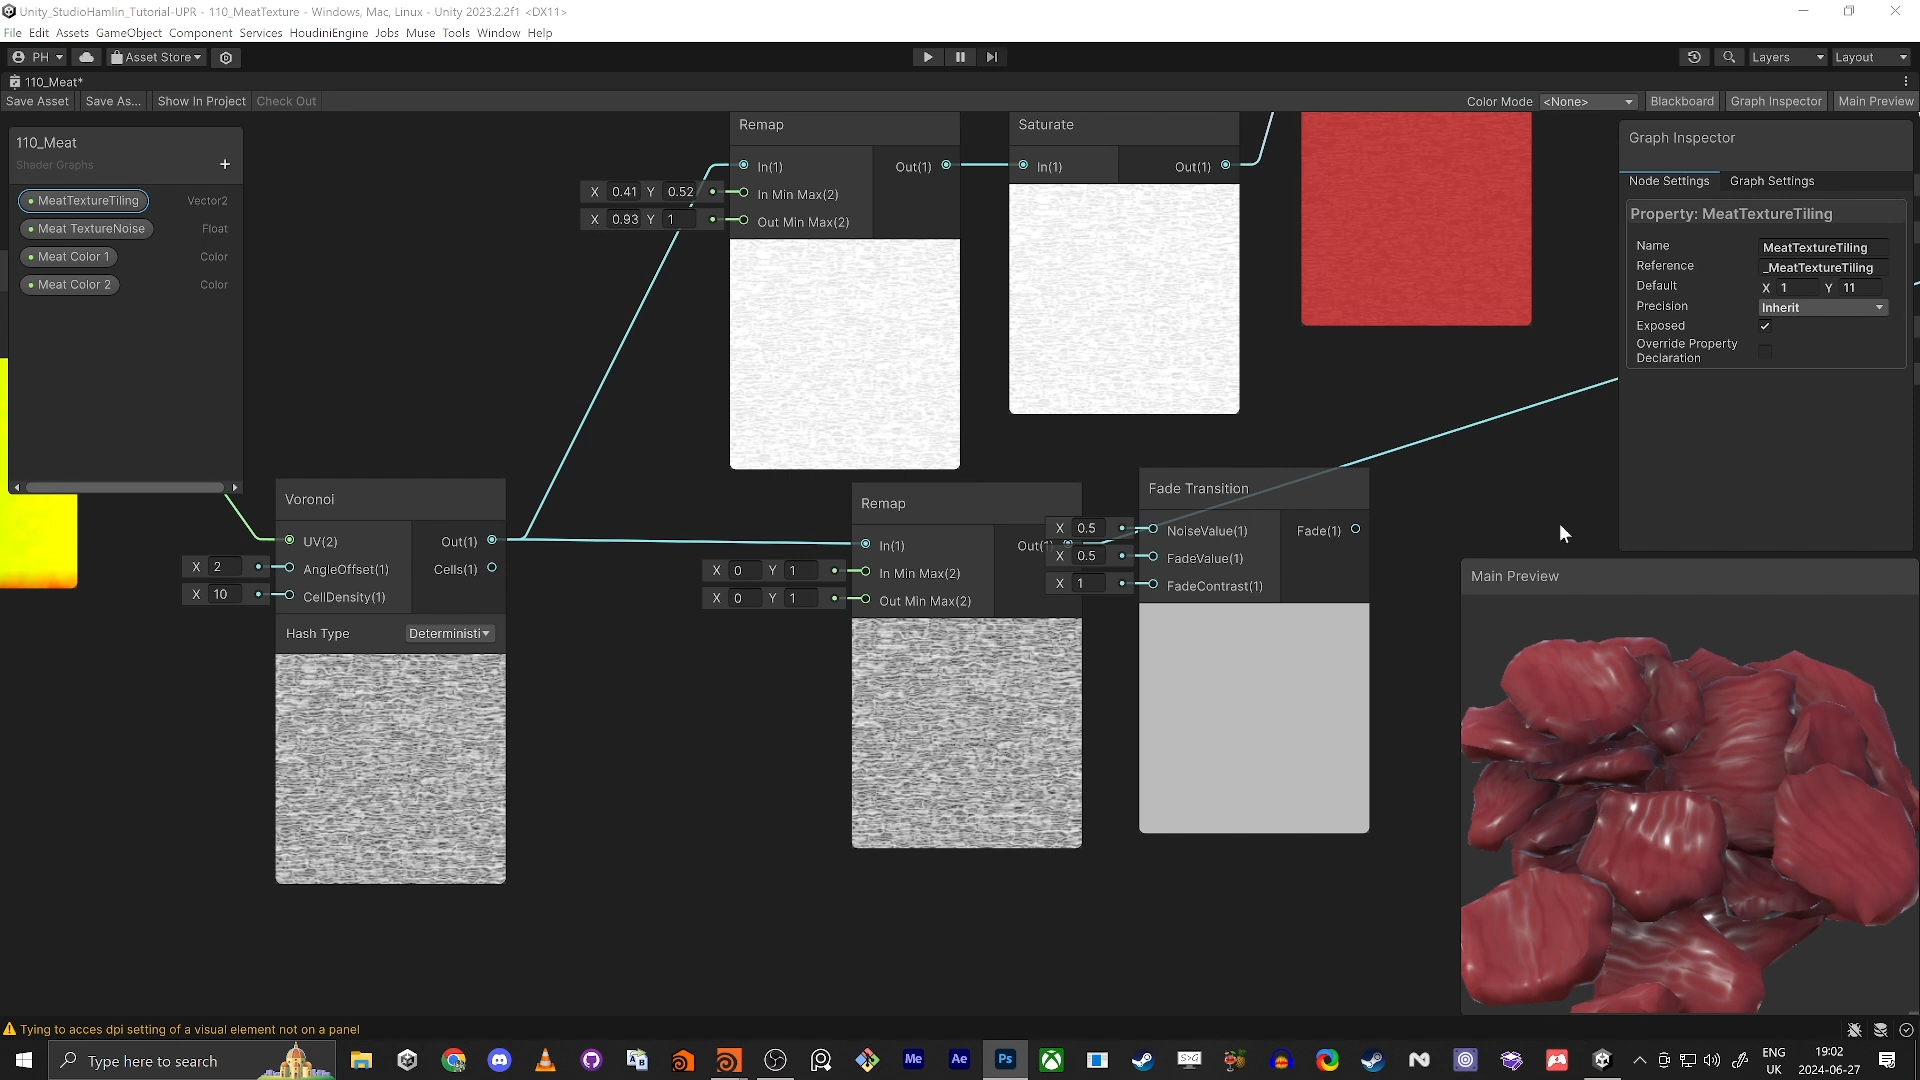 Unity_StudioHamlin_Tutorial-UPR - 110_MeatTexture - Windows, Mac, Linux - Unity 2023.2.2f1 <DX11>
File Edit Assets GameObject Component Services HoudiniEngine Jobs Muse Tools Window Help
PH Asset Store Layers Layout
110_Meat*
Save Asset Save As... Show In Project Check Out Color Mode <None> Blackboard Graph Inspector Main Preview
110_Meat
Shader Graphs
MeatTextureTiling Vector2
Meat TextureNoise Float
Meat Color 1 Color
Meat Color 2 Color
Remap
In(1) Out(1)
X 0.41 Y 0.52 In Min Max(2)
X 0.93 Y 1 Out Min Max(2)
Saturate
In(1) Out(1)
Graph Inspector
Node Settings Graph Settings
Property: MeatTextureTiling
Name MeatTextureTiling
Reference _MeatTextureTiling
Default X 1 Y 11
Precision Inherit
Exposed
Override Property
Declaration
Voronoi
UV(2) Out(1)
X 2 AngleOffset(1) Cells(1)
X 10 CellDensity(1)
Hash Type Deterministi
Remap
In(1) Out(1)
X 0 Y 1 In Min Max(2)
X 0 Y 1 Out Min Max(2)
Fade Transition
X 0.5 NoiseValue(1) Fade(1)
X 0.5 FadeValue(1)
X 1 FadeContrast(1)
Main Preview
Tying to acces dpi setting of a visual element not on a panel
Type here to search
Me Ae Ps
ENG
UK
19:02
2024-06-27